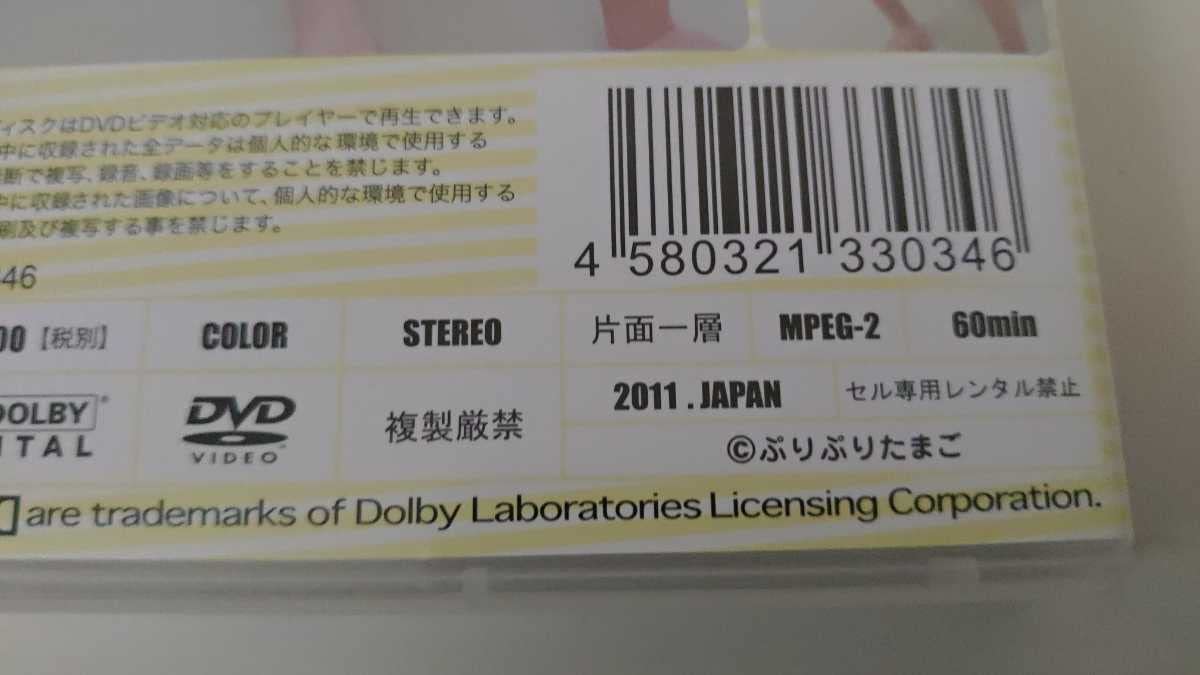 ィスクはDVDビデオ対応のプレイヤーで再生できます。
中に収録された全データは個人的な環境で使用する
断で複写、録音、録画等をすることを禁じます。
中に収録された画像について、個人的な環境で使用する
刷及び複写する事を禁じます。
346
4 580321 330346
00【税別】 COLOR STEREO 片面一層 MPEG-2 60min
DOLBY
ITAL
DVD
VIDEO
複製厳禁
2011.JAPAN セル専用レンタル禁止
©ぷりぷりたまご
are trademarks of Dolby Laboratories Licensing Corporation.